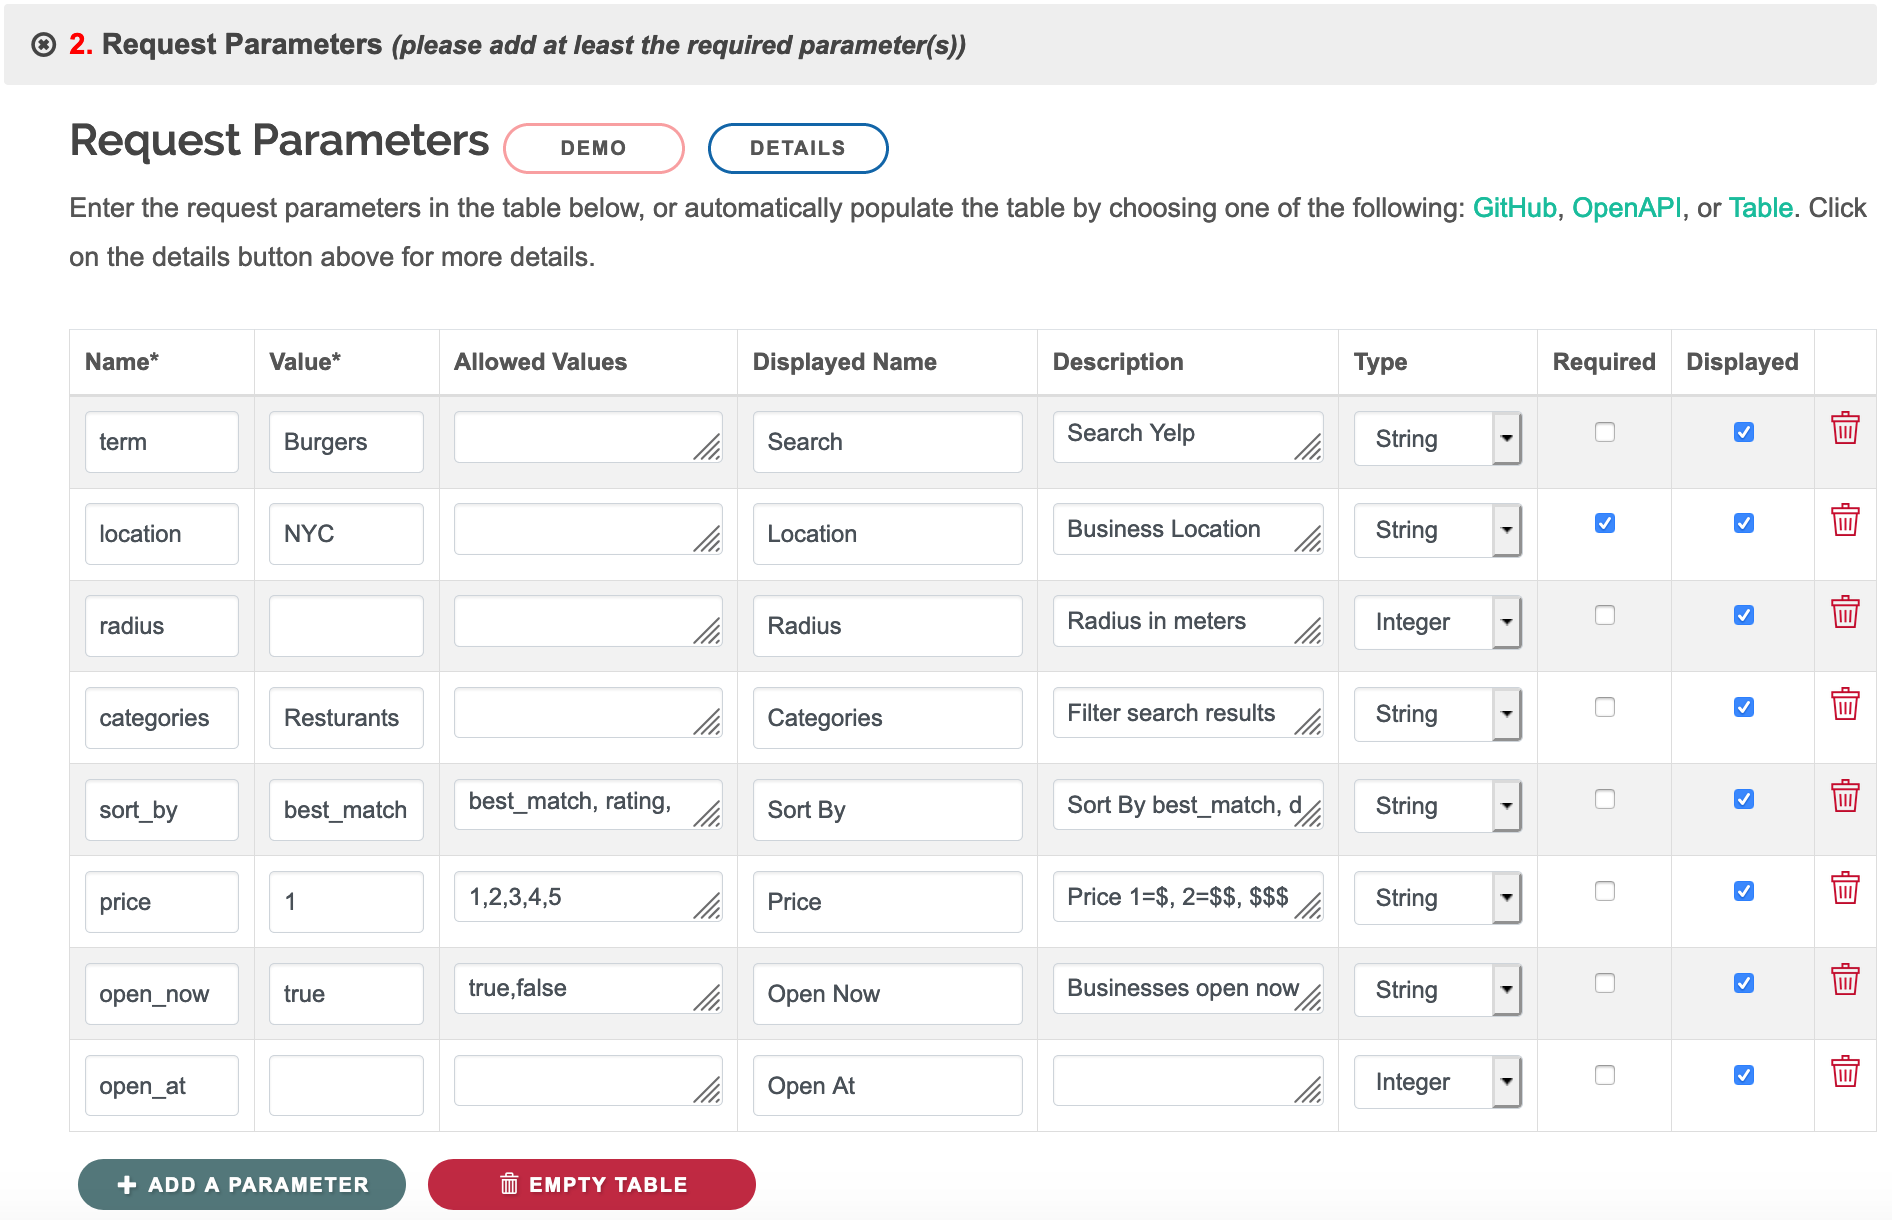 2. Request Parameters (please add at least the required parameter(s))
Request Parameters DEMO DETAILS
Enter the request parameters in the table below, or automatically populate the table by choosing one of the following: GitHub, OpenAPI, or Table. Click
on the details button above for more details.
Name* Value* Allowed Values Displayed Name Description Type Required Displayed
term Burgers Search Search Yelp String
location NYC Location Business Location String
radius Radius Radius in meters Integer
categories Resturants Categories Filter search results String
sort_by best_match best_match, rating, Sort By Sort By best_match, d String
price 1 1,2,3,4,5 Price Price 1=$, 2=$$, $$$ String
open_now true true,false Open Now Businesses open now String
open_at Open At Integer
+ ADD A PARAMETER EMPTY TABLE